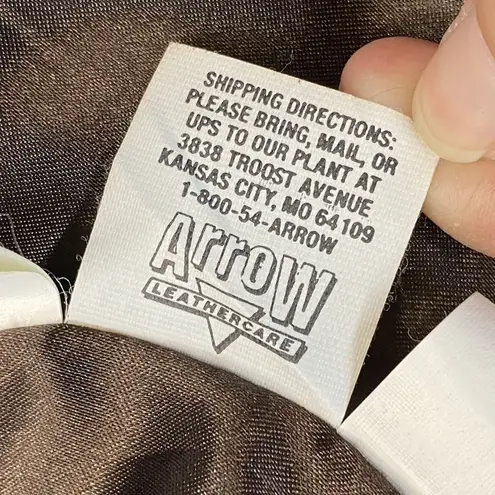 SHIPPING DIRECTIONS:
PLEASE BRING, MAIL, OR
UPS TO OUR PLANT AT
3838 TROOST AVENUE
KANSAS CITY, MO 64109
1-800-54-ARROW
ArroW
LEATHERCARE